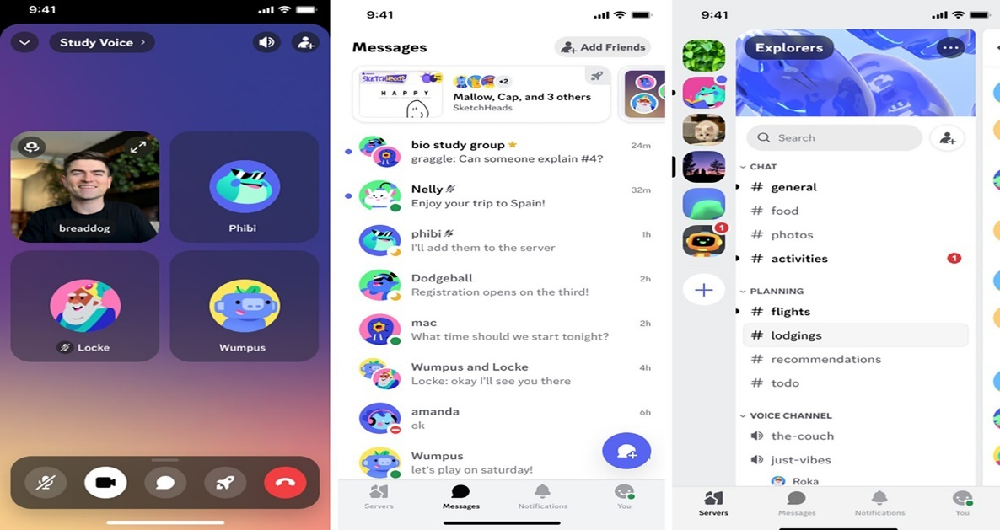 9:41
Study Voice
breaddog
Phibi
Locke
Wumpus
9:41
Messages
Add Friends
SKETCHHeads
HAPPY
+2
Mallow, Cap, and 3 others
SketchHeads
bio study group
24m
graggle: Can someone explain #4?
Nelly
32m
Enjoy your trip to Spain!
phibi
1h
I'll add them to the server
Dodgeball
2h
Registration opens on the third!
mac
2h
What time should we start tonight?
Wumpus and Locke
4h
Locke: okay I'll see you there
amanda
6h
ok
Wumpus
let's play on saturday!
Servers
Messages
Notifications
You
9:41
Explorers
Search
CHAT
# general
# food
# photos
1
# activities
1
PLANNING
# flights
# lodgings
# recommendations
# todo
VOICE CHANNEL
the-couch
just-vibes
Roka
Servers
Messages
Notifications
You